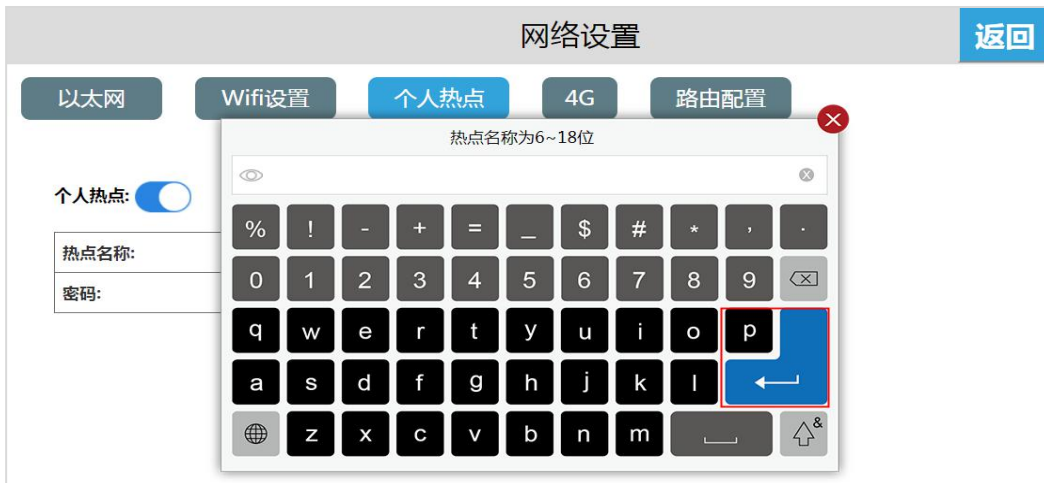 网络设置
返回
以太网 Wifi设置 个人热点 4G 路由配置
热点名称为6~18位
个人热点:
热点名称:
密码:
% ! - + = _ $ # * , .
0 1 2 3 4 5 6 7 8 9
q w e r t y u i o p
a s d f g h j k l
z x c v b n m &